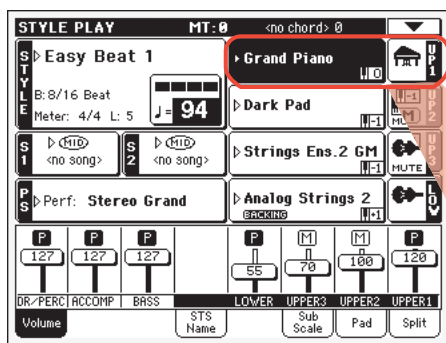 STYLE PLAY MT:0 <no chord> 0
STYLE Easy Beat 1 Grand Piano UP1
0
B:8/16 Beat
Meter: 4/4 L: 5 ♩= 94 Dark Pad -1 M UP2
S1 MID <no song> S2 MID <no song> Strings Ens.2 GM -1 MUTE UP3
PS Perf: Stereo Grand Analog Strings 2 LOW
BACKING +1
P P P P M M P
127 127 127 55 70 100 120
DR/PERC ACCOMP BASS LOWER UPPER3 UPPER2 UPPER1
Volume STS Name Sub Scale Pad Split